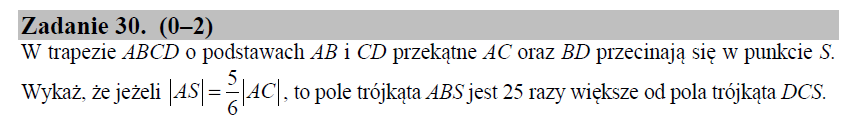 Zadanie 30. (0–2)
W trapezie ABCD o podstawach AB i CD przekątne AC oraz BD przecinają się w punkcie S.
Wykaż, że jeżeli |AS| = 5/6 |AC|, to pole trójkąta ABS jest 25 razy większe od pola trójkąta DCS.